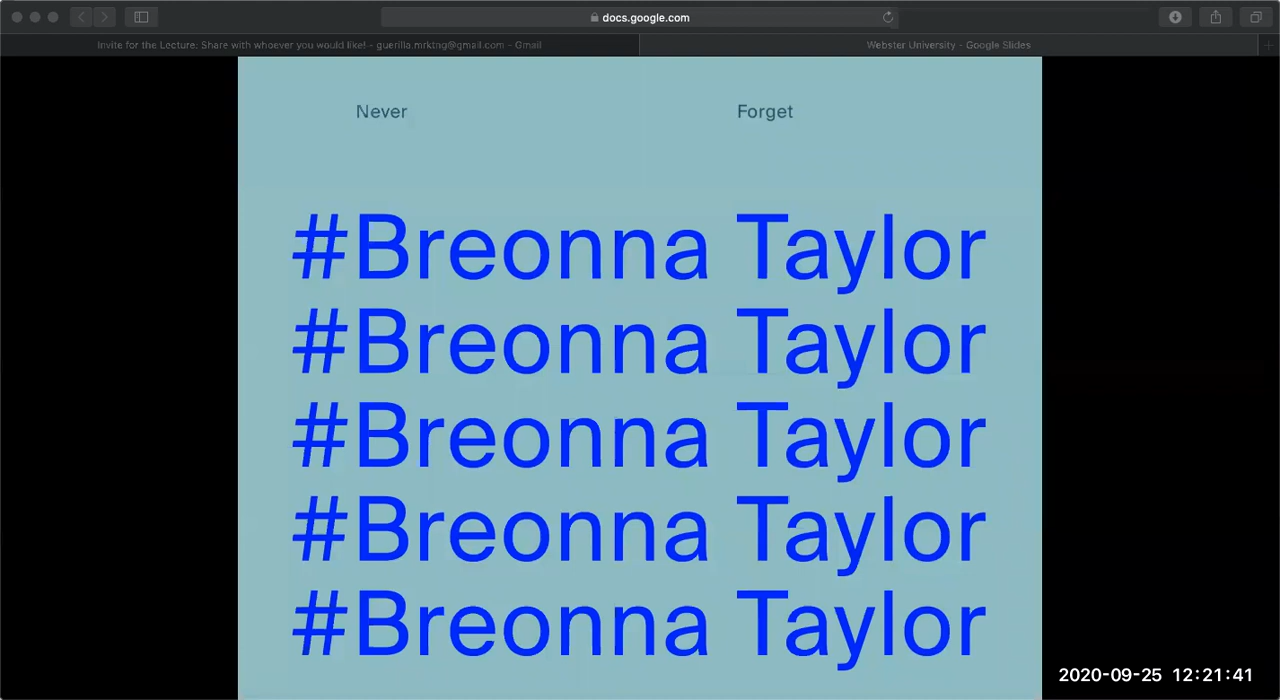 docs.google.com
Invite for the Lecture: Share with whoever you would like! - guerilla.mrktng@gmail.com - Gmail
Webster University - Google Slides
Never Forget
#Breonna Taylor
#Breonna Taylor
#Breonna Taylor
#Breonna Taylor
#Breonna Taylor
2020-09-25 12:21:41